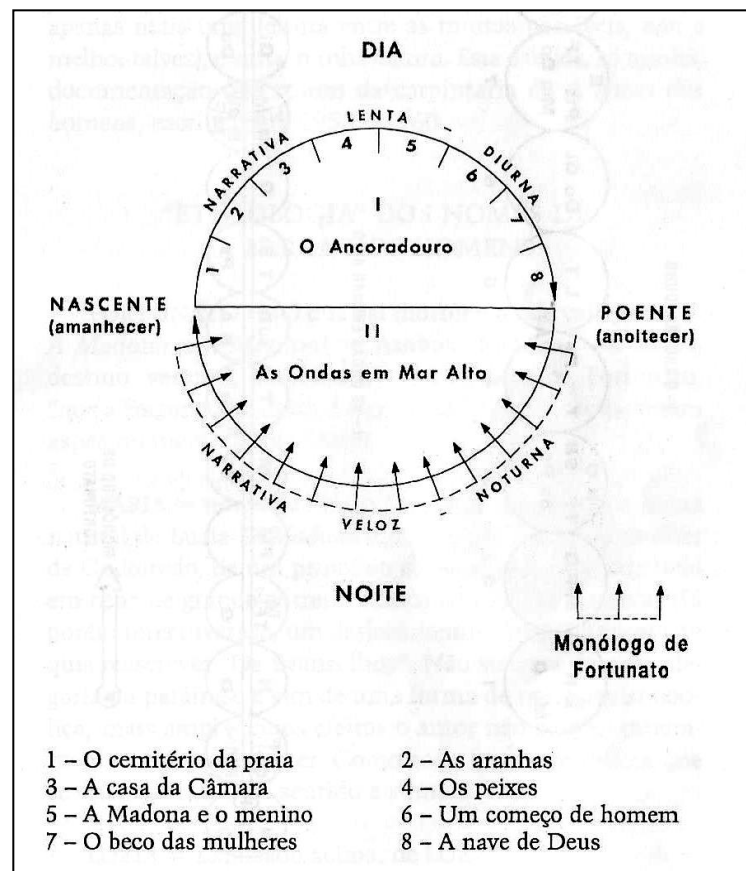 DIA
NARRATIVA LENTA DIURNA
1 2 3 4 5 6 7 8
I
O Ancoradouro
NASCENTE
(amanhecer)
POENTE
(anoitecer)
II
As Ondas em Mar Alto
NARRATIVA VELOZ NOTURNA
NOITE
Monólogo de
Fortunato
1 – O cemitério da praia 2 – As aranhas
3 – A casa da Câmara 4 – Os peixes
5 – A Madona e o menino 6 – Um começo de homem
7 – O beco das mulheres 8 – A nave de Deus